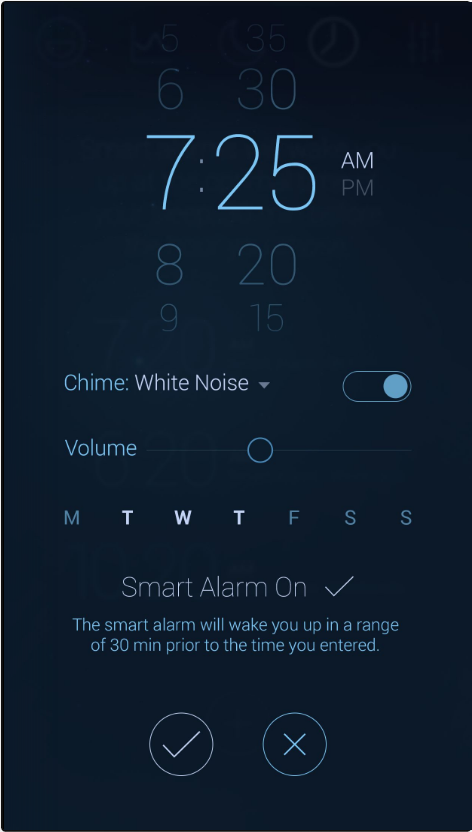 5 35
6 30
7:25 AM
PM
8 20
9 15
Chime: White Noise
Volume
M T W T F S S
Smart Alarm On
The smart alarm will wake you up in a range
of 30 min prior to the time you entered.